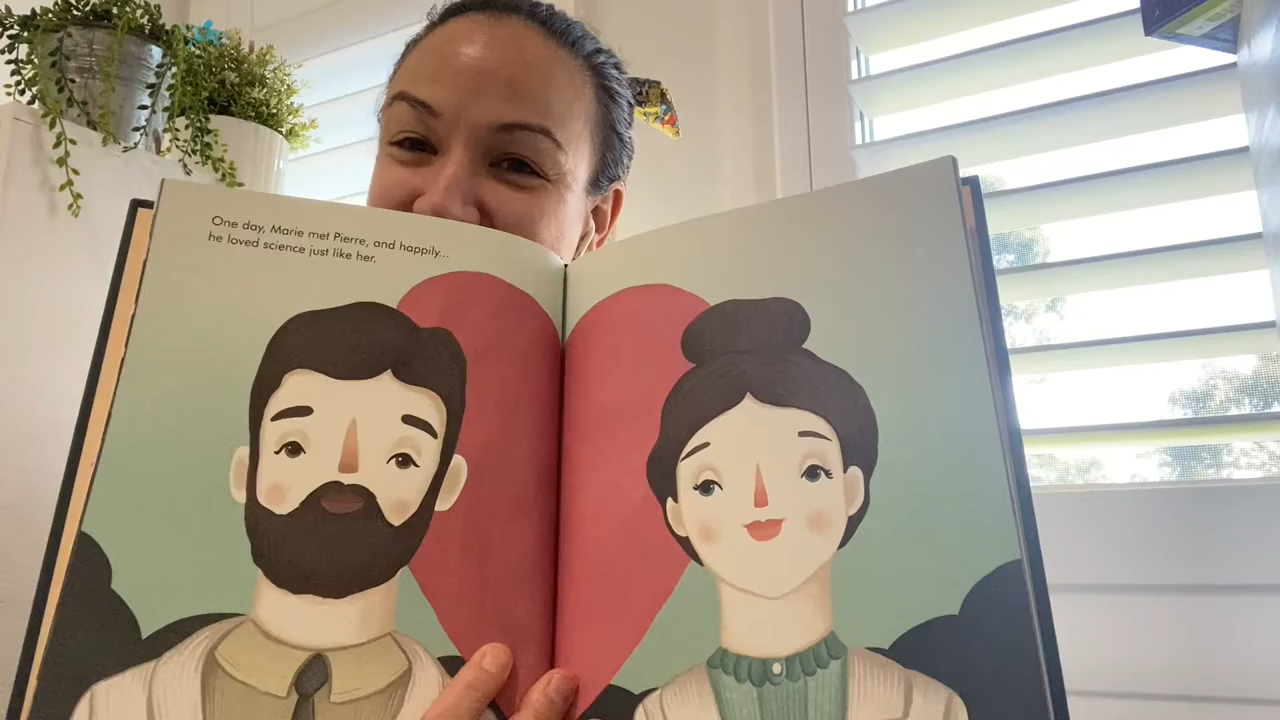 One day, Marie met Pierre, and happily...
he loved science just like her.